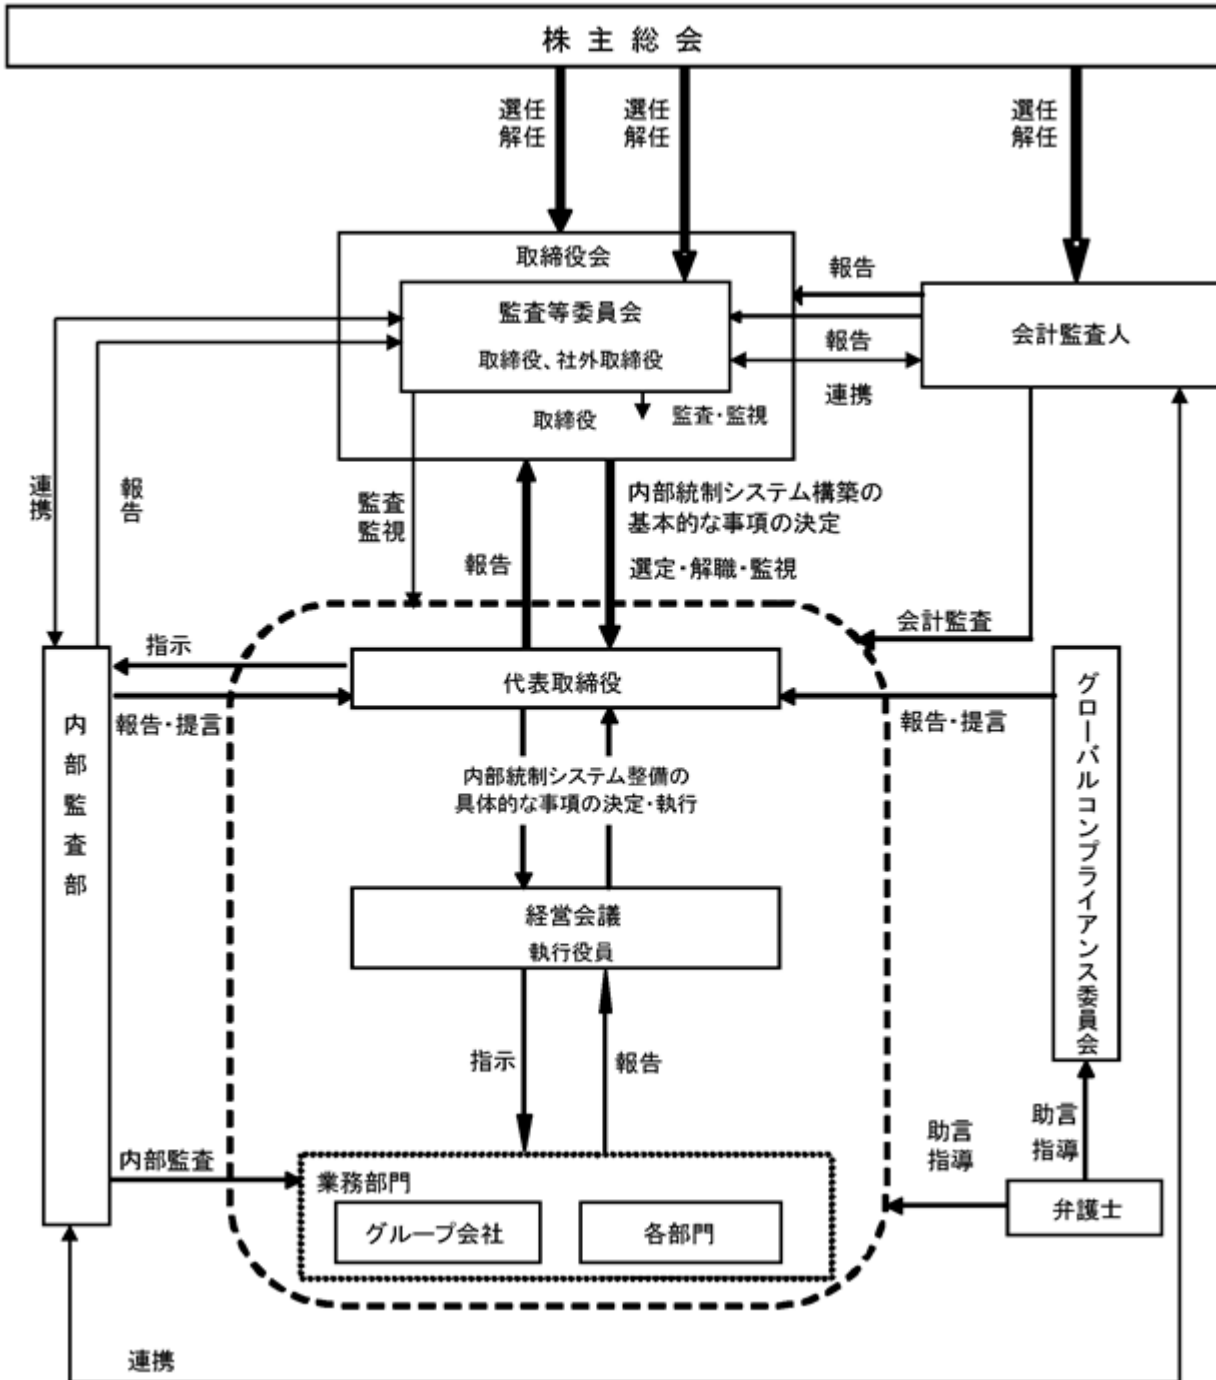 株主総会
選任
解任
選任
解任
選任
解任
取締役会
監査等委員会
取締役、社外取締役
取締役
監査・監視
報告
報告
連携
会計監査人
連携
報告
監査
監視
報告
内部統制システム構築の
基本的な事項の決定
選定・解職・監視
会計監査
指示
報告・提言
代表取締役
報告・提言
内部監査部
グローバルコンプライアンス委員会
内部統制システム整備の
具体的な事項の決定・執行
経営会議
執行役員
指示
報告
内部監査
業務部門
グループ会社
各部門
助言
指導
助言
指導
弁護士
連携